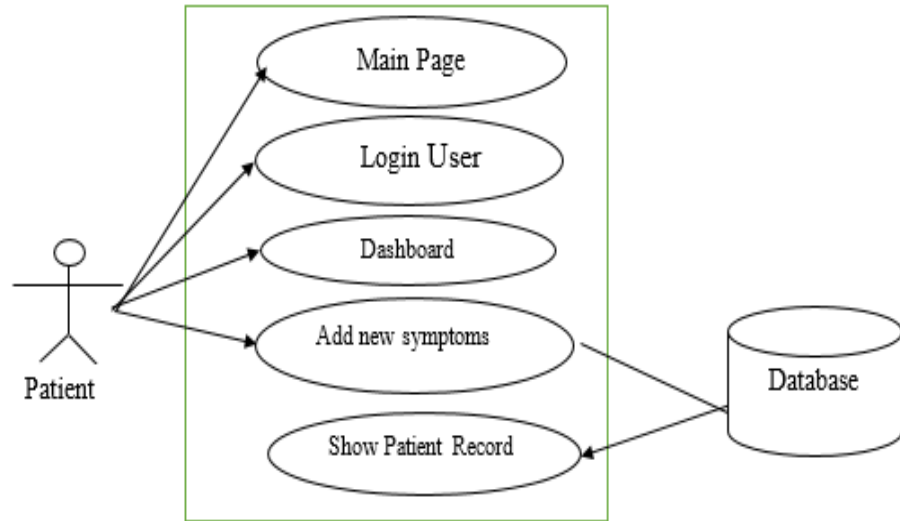 Main Page
Login User
Dashboard
Add new symptoms
Show Patient Record
Patient
Database